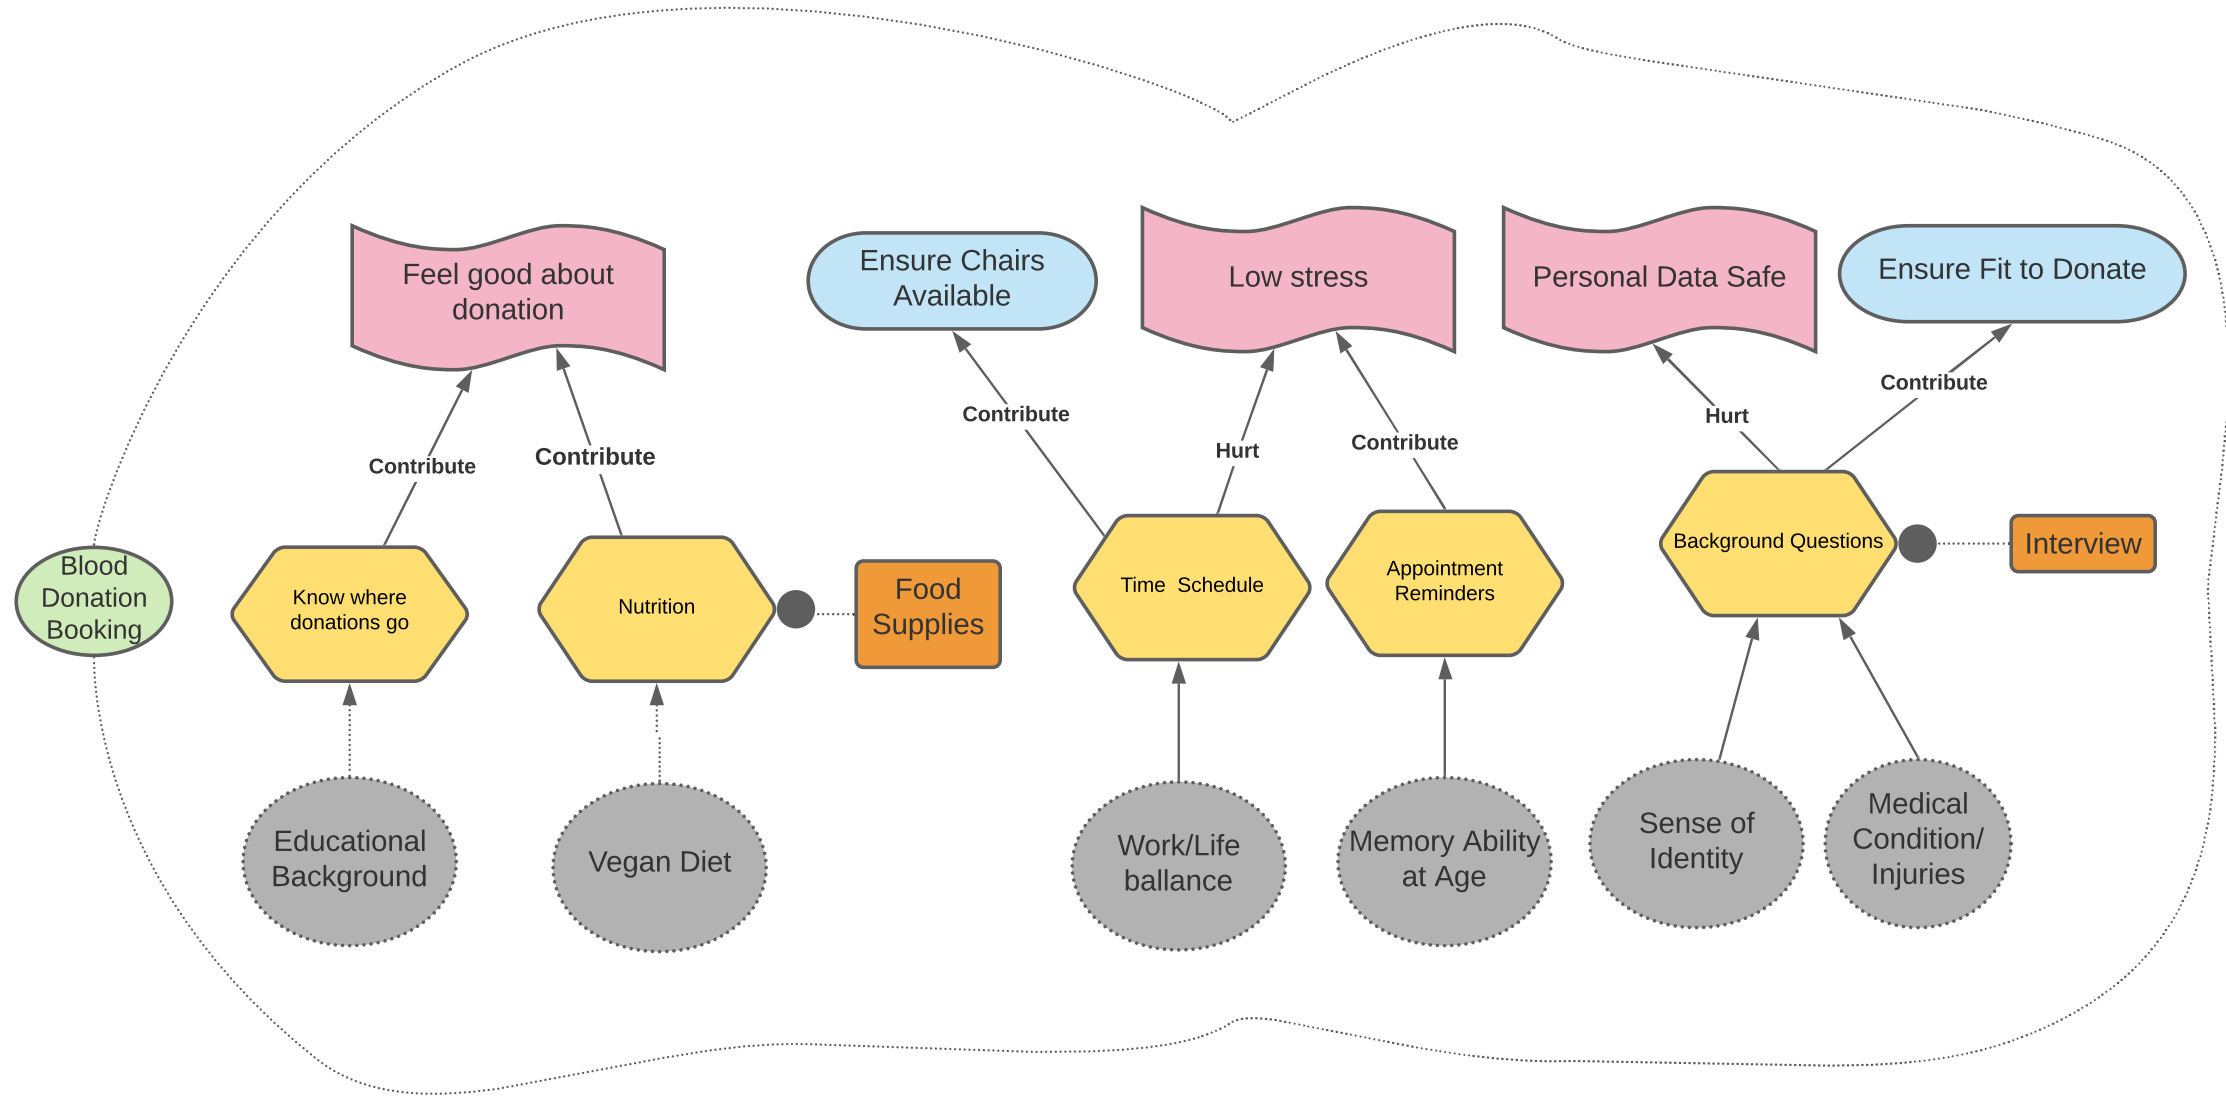 Feel good about
donation
Ensure Chairs
Available
Low stress
Personal Data Safe
Ensure Fit to Donate
Contribute
Contribute
Contribute
Hurt
Contribute
Hurt
Contribute
Blood
Donation
Booking
Know where
donations go
Nutrition
Food
Supplies
Time  Schedule
Appointment
Reminders
Background Questions
Interview
Educational
Background
Vegan Diet
Work/Life
ballance
Memory Ability
at Age
Sense of
Identity
Medical
Condition/
Injuries